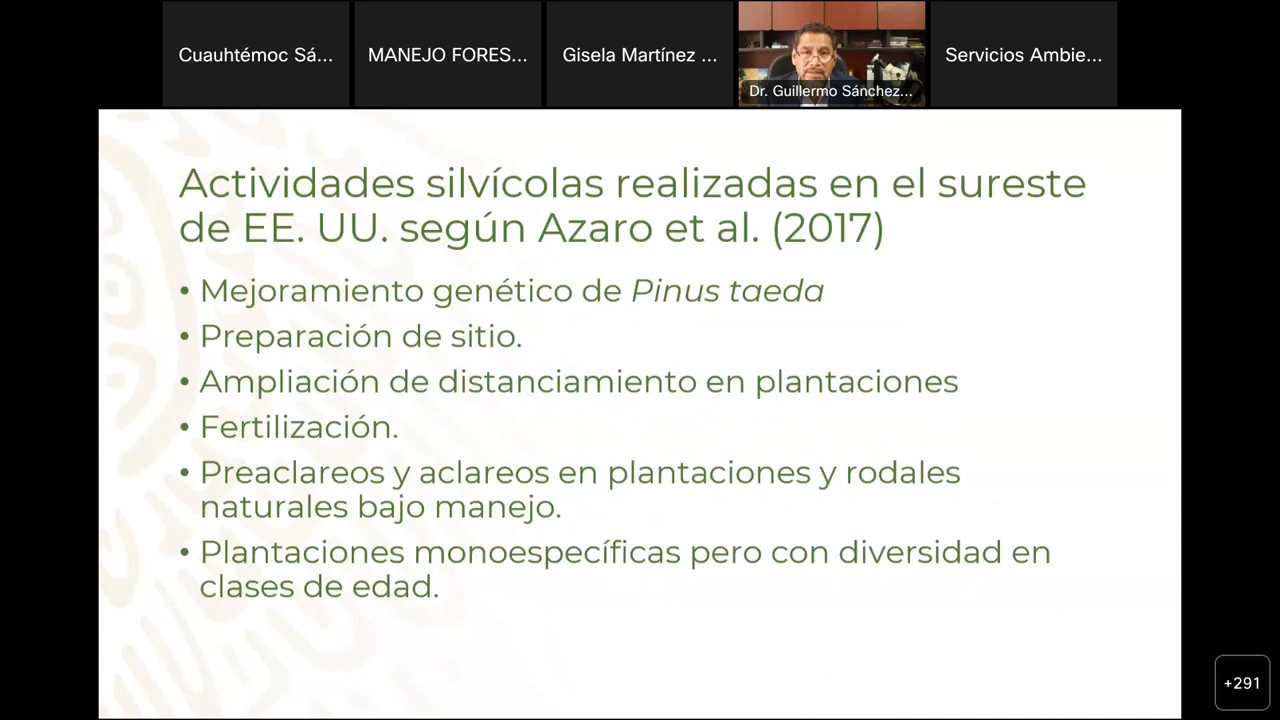 Cuauhtémoc Sá...
MANEJO FORES...
Gisela Martínez ...
Dr. Guillermo Sánchez...
Servicios Ambie...
Actividades silvícolas realizadas en el sureste
de EE. UU. según Azaro et al. (2017)
• Mejoramiento genético de Pinus taeda
• Preparación de sitio.
• Ampliación de distanciamiento en plantaciones
• Fertilización.
• Preaclareos y aclareos en plantaciones y rodales
naturales bajo manejo.
• Plantaciones monoespecíficas pero con diversidad en
clases de edad.
+291